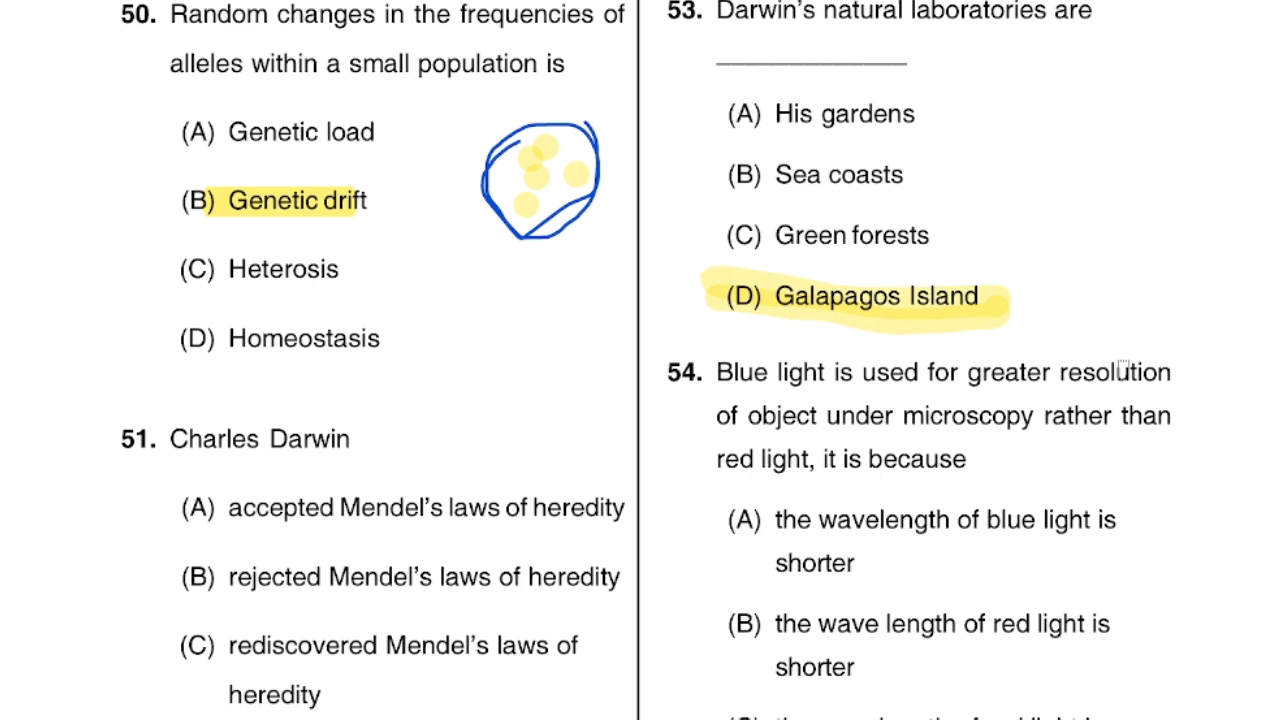 50. Random changes in the frequencies of
alleles within a small population is
(A) Genetic load
(B) Genetic drift
(C) Heterosis
(D) Homeostasis
51. Charles Darwin
(A) accepted Mendel’s laws of heredity
(B) rejected Mendel’s laws of heredity
(C) rediscovered Mendel’s laws of
heredity
53. Darwin’s natural laboratories are
_____________
(A) His gardens
(B) Sea coasts
(C) Green forests
(D) Galapagos Island
54. Blue light is used for greater resolution
of object under microscopy rather than
red light, it is because
(A) the wavelength of blue light is
shorter
(B) the wave length of red light is
shorter